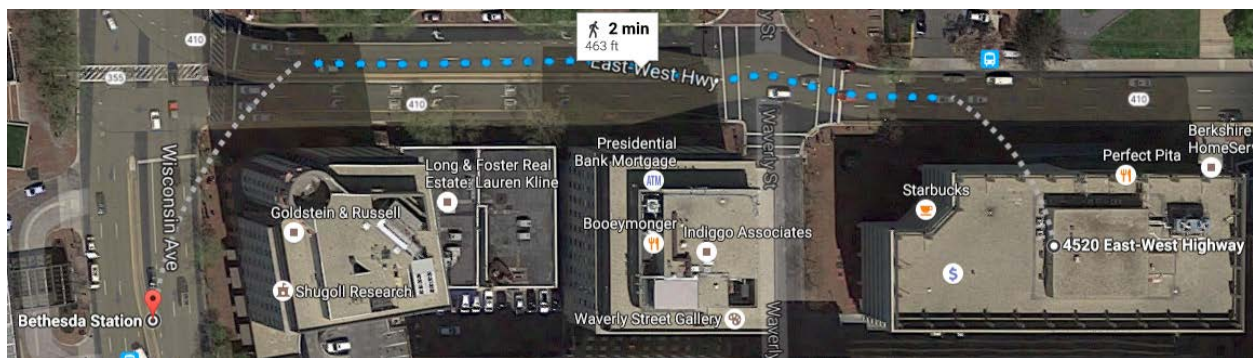 2 min
463 ft
410
355
East-West Hwy
410
410
Wisconsin Ave
ly St
Waverly St
Waverly
Presidential
Bank Mortgage
ATM
Long & Foster Real
Estate: Lauren Kline
Goldstein & Russell
Booeymonger
Indiggo Associates
Shugoll Research
Waverly Street Gallery
Bethesda Station
Starbucks
Perfect Pita
Berkshire
HomeServ
4520 East-West Highway
$